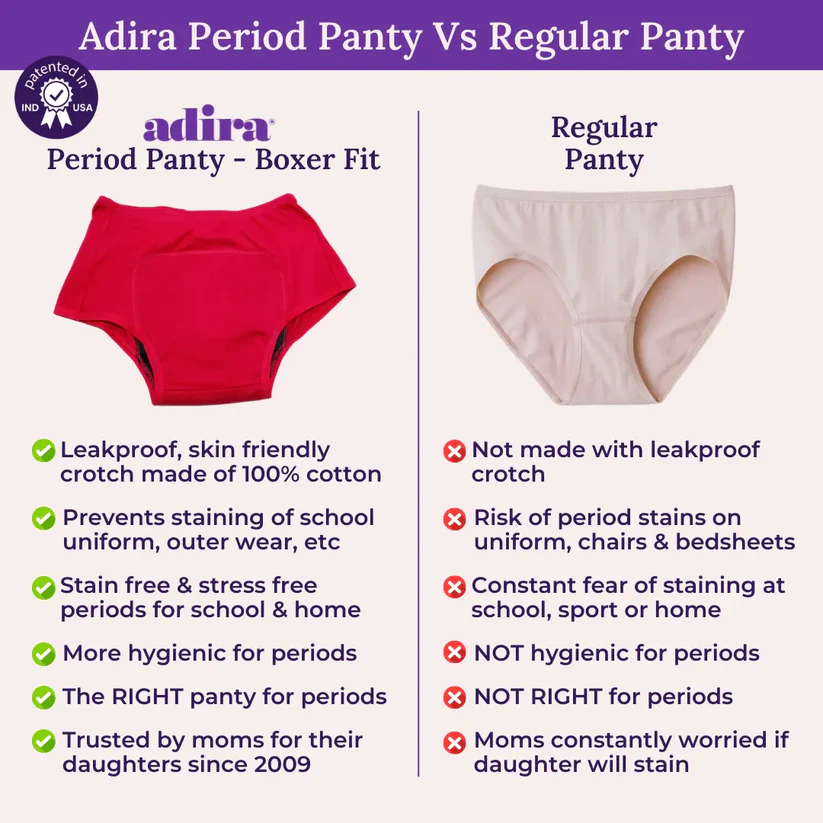 Adira Period Panty Vs Regular Panty
patented in
IND USA
adira®
Period Panty - Boxer Fit
Regular
Panty
Leakproof, skin friendly
crotch made of 100% cotton
Prevents staining of school
uniform, outer wear, etc
Stain free & stress free
periods for school & home
More hygienic for periods
The RIGHT panty for periods
Trusted by moms for their
daughters since 2009
Not made with leakproof
crotch
Risk of period stains on
uniform, chairs & bedsheets
Constant fear of staining at
school, sport or home
NOT hygienic for periods
NOT RIGHT for periods
Moms constantly worried if
daughter will stain